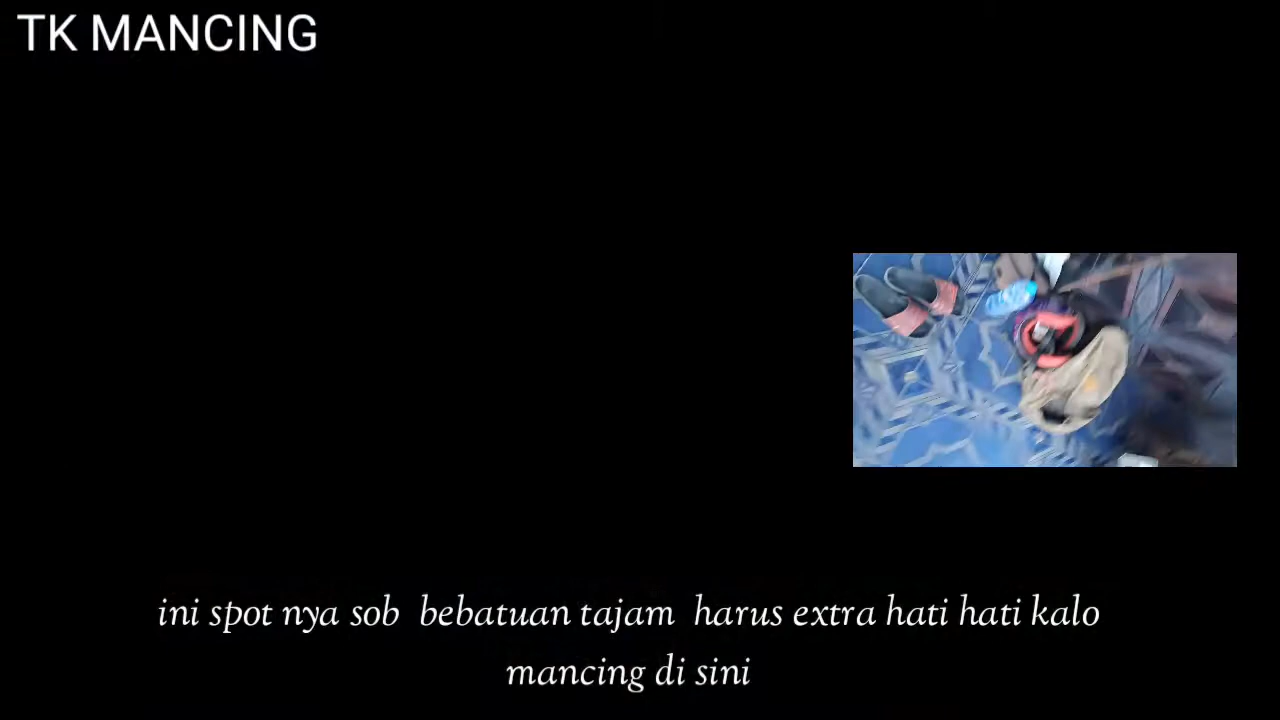 TK MANCING
ini spot nya sob bebatuan tajam harus extra hati hati kalo
mancing di sini